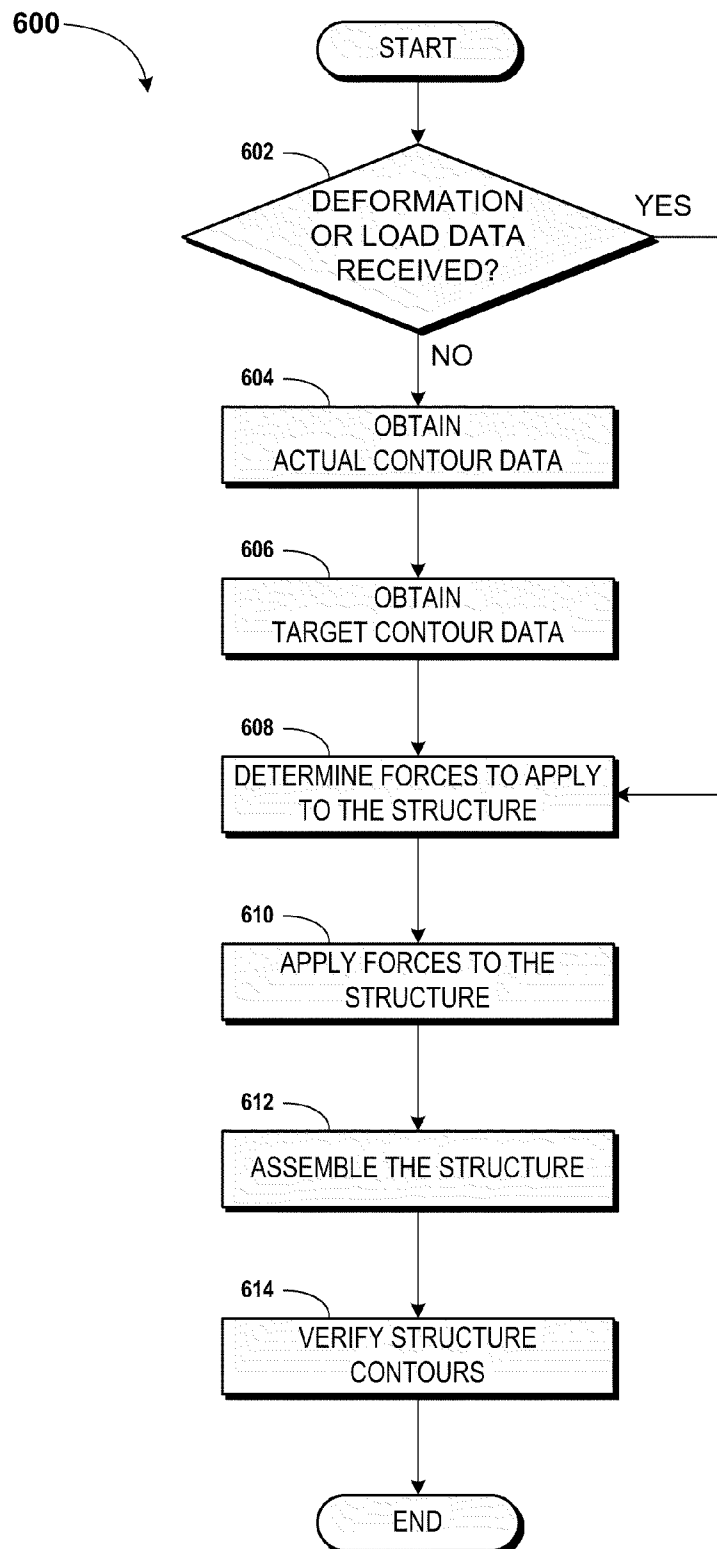 600
START
602
DEFORMATION
OR LOAD DATA
RECEIVED?
YES
NO
604
OBTAIN
ACTUAL CONTOUR DATA
606
OBTAIN
TARGET CONTOUR DATA
608
DETERMINE FORCES TO APPLY
TO THE STRUCTURE
610
APPLY FORCES TO THE
STRUCTURE
612
ASSEMBLE THE STRUCTURE
614
VERIFY STRUCTURE
CONTOURS
END